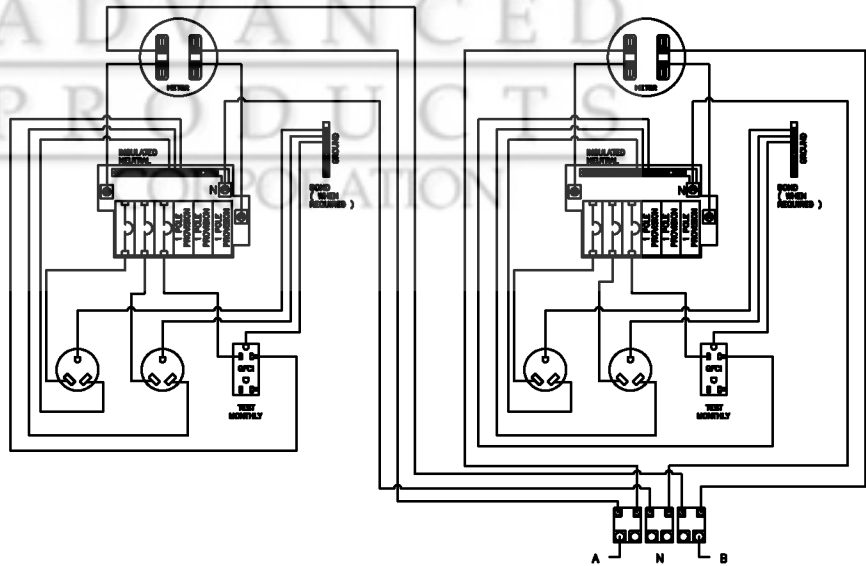 ADVANCED
PRODUCTS
CORPORATION
METER
INSULATED
NEUTRAL
N
GROUND
BOND
( WHEN
REQUIRED )
1 POLE
PROVISION
1 POLE
PROVISION
1 POLE
PROVISION
GFCI
TEST
MONTHLY
METER
INSULATED
NEUTRAL
N
GROUND
BOND
( WHEN
REQUIRED )
1 POLE
PROVISION
1 POLE
PROVISION
1 POLE
PROVISION
GFCI
TEST
MONTHLY
A N B